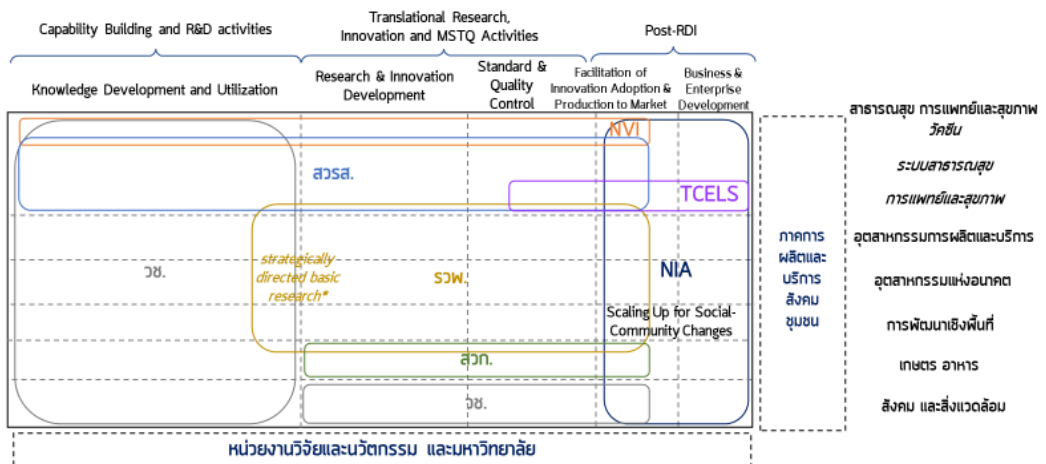 Capability Building and R&D activities
Translational Research,
Innovation and MSTQ Activities
Post-RDI
Knowledge Development and Utilization
Research & Innovation
Development
Standard &
Quality
Control
Facilitation of
Innovation Adoption &
Production to Market
Business &
Enterprise
Development
NVI
สวรส.
TCELS
วช.
strategically
directed basic
research*
รวพ.
NIA
Scaling Up for Social-
Community Changes
สวก.
วช.
ภาคการ
ผลิตและ
บริการ
สังคม
ชุมชน
สาธารณสุข การแพทย์และสุขภาพ
วัคซีน
ระบบสาธารณสุข
การแพทย์และสุขภาพ
อุตสาหกรรมการผลิตและบริการ
อุตสาหกรรมแห่งอนาคต
การพัฒนาเชิงพื้นที่
เกษตร อาหาร
สังคม และสิ่งแวดล้อม
หน่วยงานวิจัยและนวัตกรรม และมหาวิทยาลัย